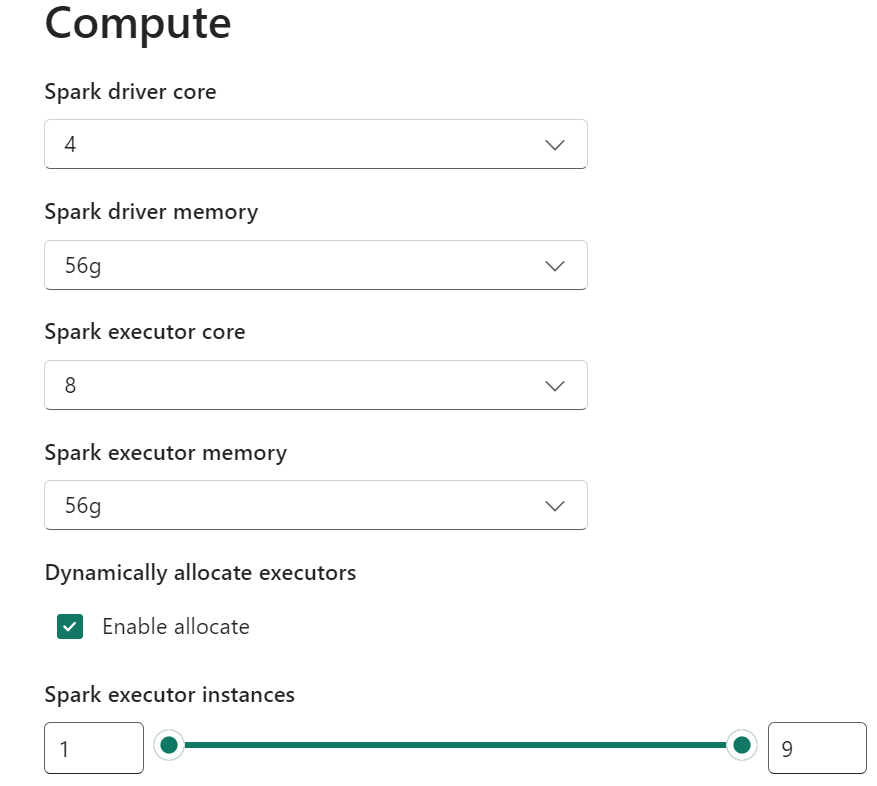 Compute
Spark driver core
4
Spark driver memory
56g
Spark executor core
8
Spark executor memory
56g
Dynamically allocate executors
Enable allocate
Spark executor instances
1
9